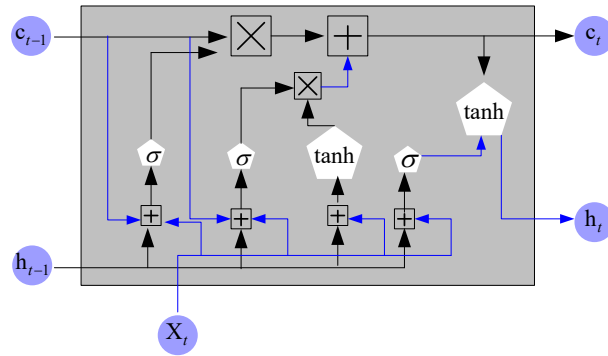 c_{t-1} × + c_t
×
tanh
σ σ tanh σ
+ + + +
h_t
h_{t-1}
X_t